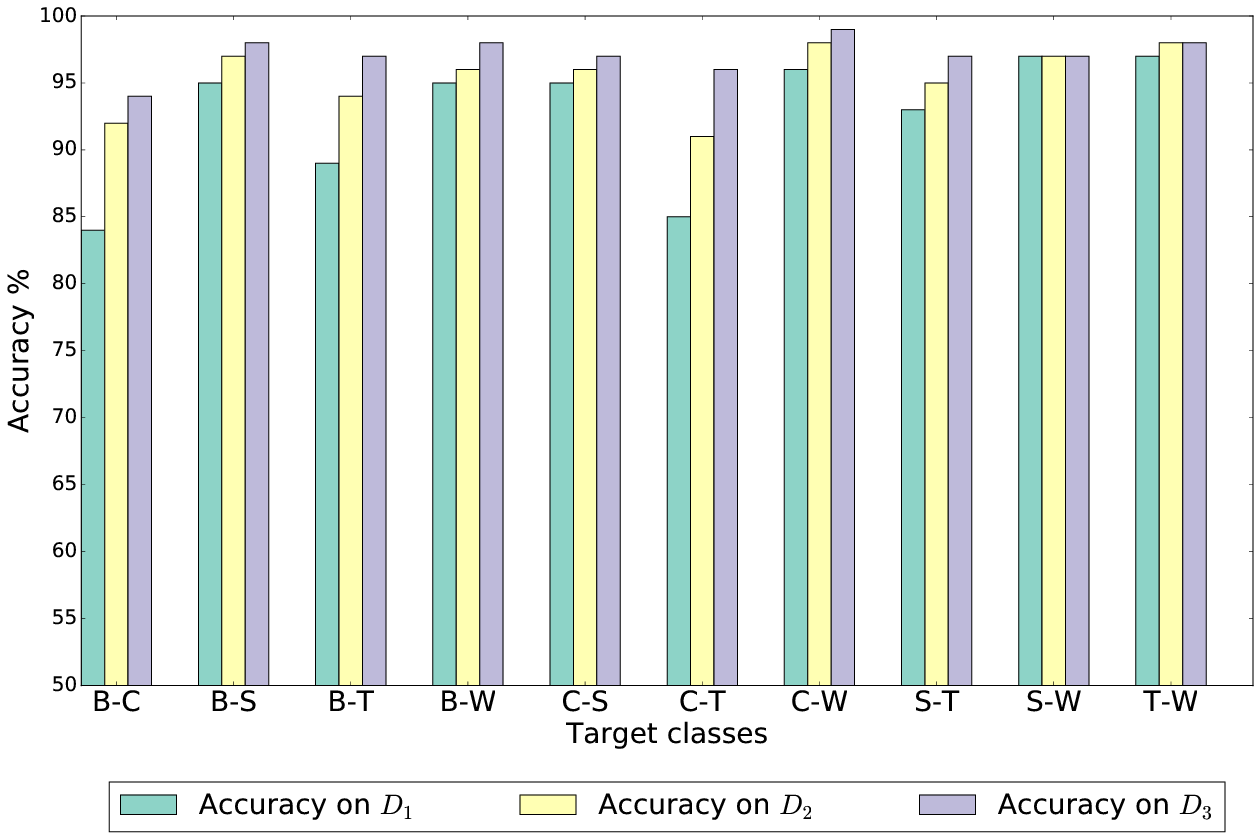 100
95
90
85
80
75
70
65
60
55
50
Accuracy %
B-C B-S B-T B-W C-S C-T C-W S-T S-W T-W
Target classes
Accuracy on D₁ Accuracy on D₂ Accuracy on D₃